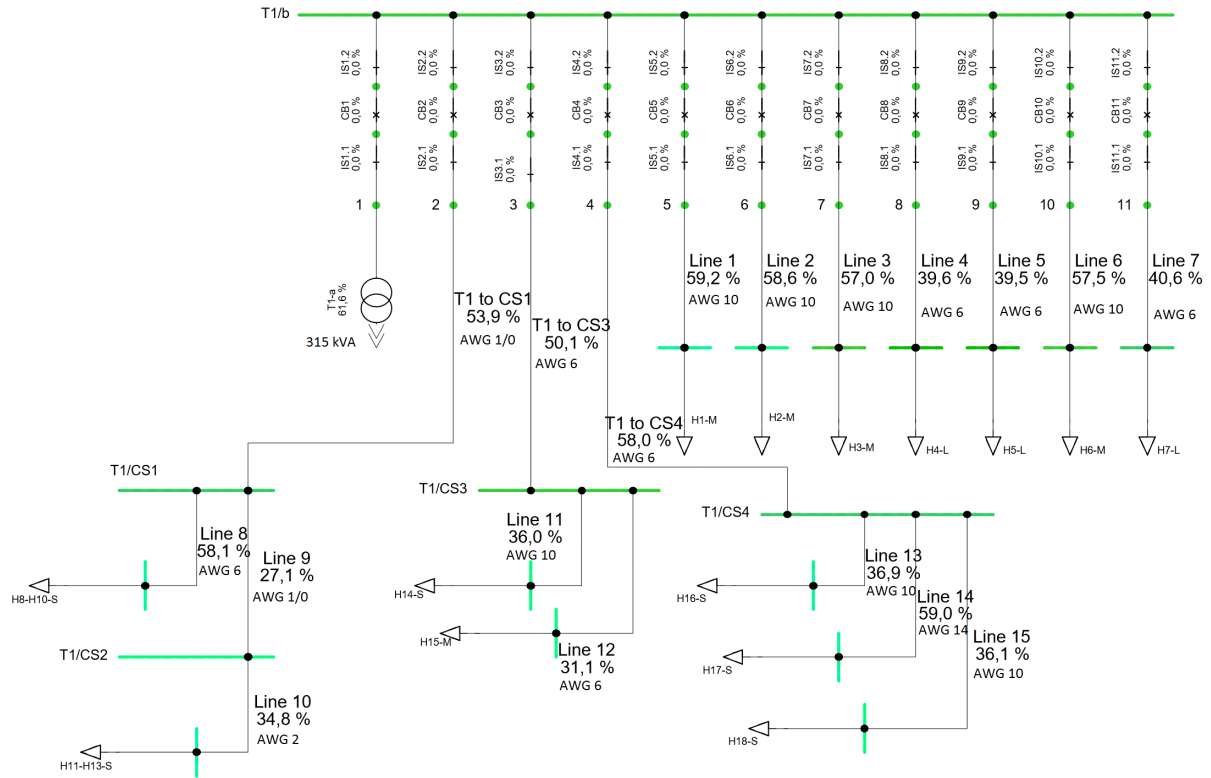 T1/b
IS1.2
0,0 %
IS2.2
0,0 %
IS3.2
0,0 %
IS4.2
0,0 %
IS5.2
0,0 %
IS6.2
0,0 %
IS7.2
0,0 %
IS8.2
0,0 %
IS9.2
0,0 %
IS10.2
0,0 %
IS11.2
0,0 %
CB1
0,0 %
CB2
0,0 %
CB3
0,0 %
CB4
0,0 %
CB5
0,0 %
CB6
0,0 %
CB7
0,0 %
CB8
0,0 %
CB9
0,0 %
CB10
0,0 %
CB11
0,0 %
IS1.1
0,0 %
IS2.1
0,0 %
IS3.1
0,0 %
IS4.1
0,0 %
IS5.1
0,0 %
IS6.1
0,0 %
IS7.1
0,0 %
IS8.1
0,0 %
IS9.1
0,0 %
IS10.1
0,0 %
IS11.1
0,0 %
1
2
3
4
5
6
7
8
9
10
11
T1-a
61,6 %
315 kVA
T1 to CS1
53,9 %
AWG 1/0
T1 to CS3
50,1 %
AWG 6
T1 to CS4
58,0 %
AWG 6
Line 1
59,2 %
AWG 10
Line 2
58,6 %
AWG 10
Line 3
57,0 %
AWG 10
Line 4
39,6 %
AWG 6
Line 5
39,5 %
AWG 6
Line 6
57,5 %
AWG 10
Line 7
40,6 %
AWG 6
H1-M
H2-M
H3-M
H4-L
H5-L
H6-M
H7-L
T1/CS1
Line 8
58,1 %
AWG 6
Line 9
27,1 %
AWG 1/0
H8-H10-S
T1/CS2
Line 10
34,8 %
AWG 2
H11-H13-S
T1/CS3
Line 11
36,0 %
AWG 10
H14-S
H15-M
Line 12
31,1 %
AWG 6
T1/CS4
Line 13
36,9 %
AWG 10
H16-S
Line 14
59,0 %
AWG 14
H17-S
Line 15
36,1 %
AWG 10
H18-S